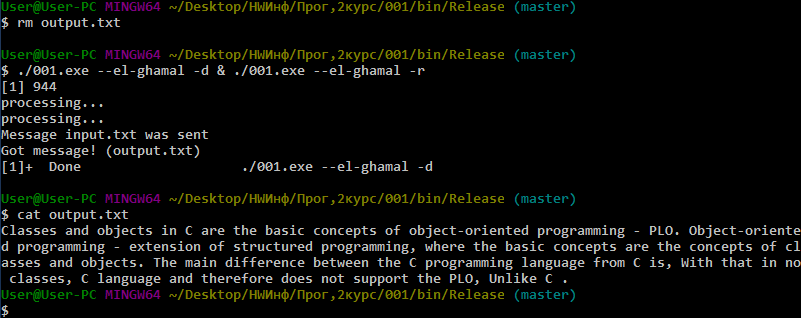 User@User-PC MINGW64 ~/Desktop/HWИнф/Прог,2курс/001/bin/Release (master)
$ rm output.txt
User@User-PC MINGW64 ~/Desktop/HWИнф/Прог,2курс/001/bin/Release (master)
$ ./001.exe --el-ghamal -d & ./001.exe --el-ghamal -r
[1] 944
processing...
processing...
Message input.txt was sent
Got message! (output.txt)
[1]+  Done                    ./001.exe --el-ghamal -d
User@User-PC MINGW64 ~/Desktop/HWИнф/Прог,2курс/001/bin/Release (master)
$ cat output.txt
Classes and objects in C are the basic concepts of object-oriented programming - PLO. Object-oriente
d programming - extension of structured programming, where the basic concepts are the concepts of cl
asses and objects. The main difference between the C programming language from C is, With that in no
 classes, C language and therefore does not support the PLO, Unlike C .
User@User-PC MINGW64 ~/Desktop/HWИнф/Прог,2курс/001/bin/Release (master)
$